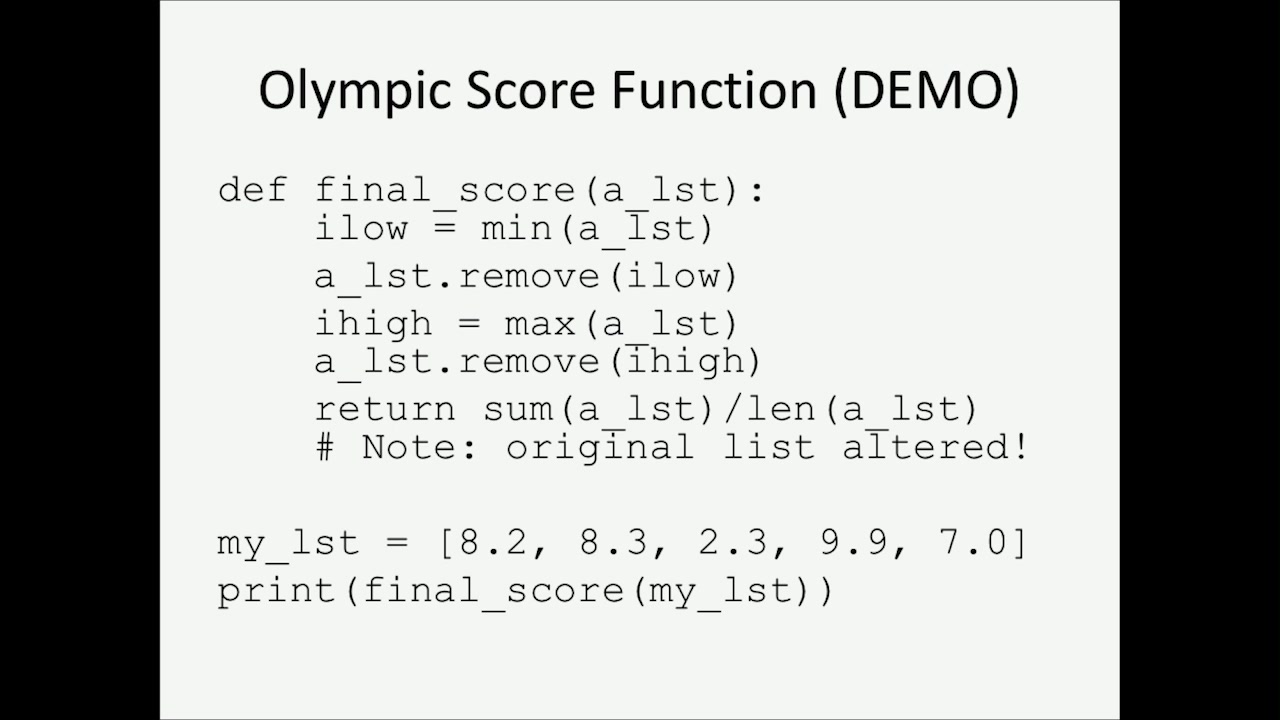 Olympic Score Function (DEMO)
def final_score(a_lst):
    ilow = min(a_lst)
    a_lst.remove(ilow)
    ihigh = max(a_lst)
    a_lst.remove(ihigh)
    return sum(a_lst)/len(a_lst)
    # Note: original list altered!
my_lst = [8.2, 8.3, 2.3, 9.9, 7.0]
print(final_score(my_lst))